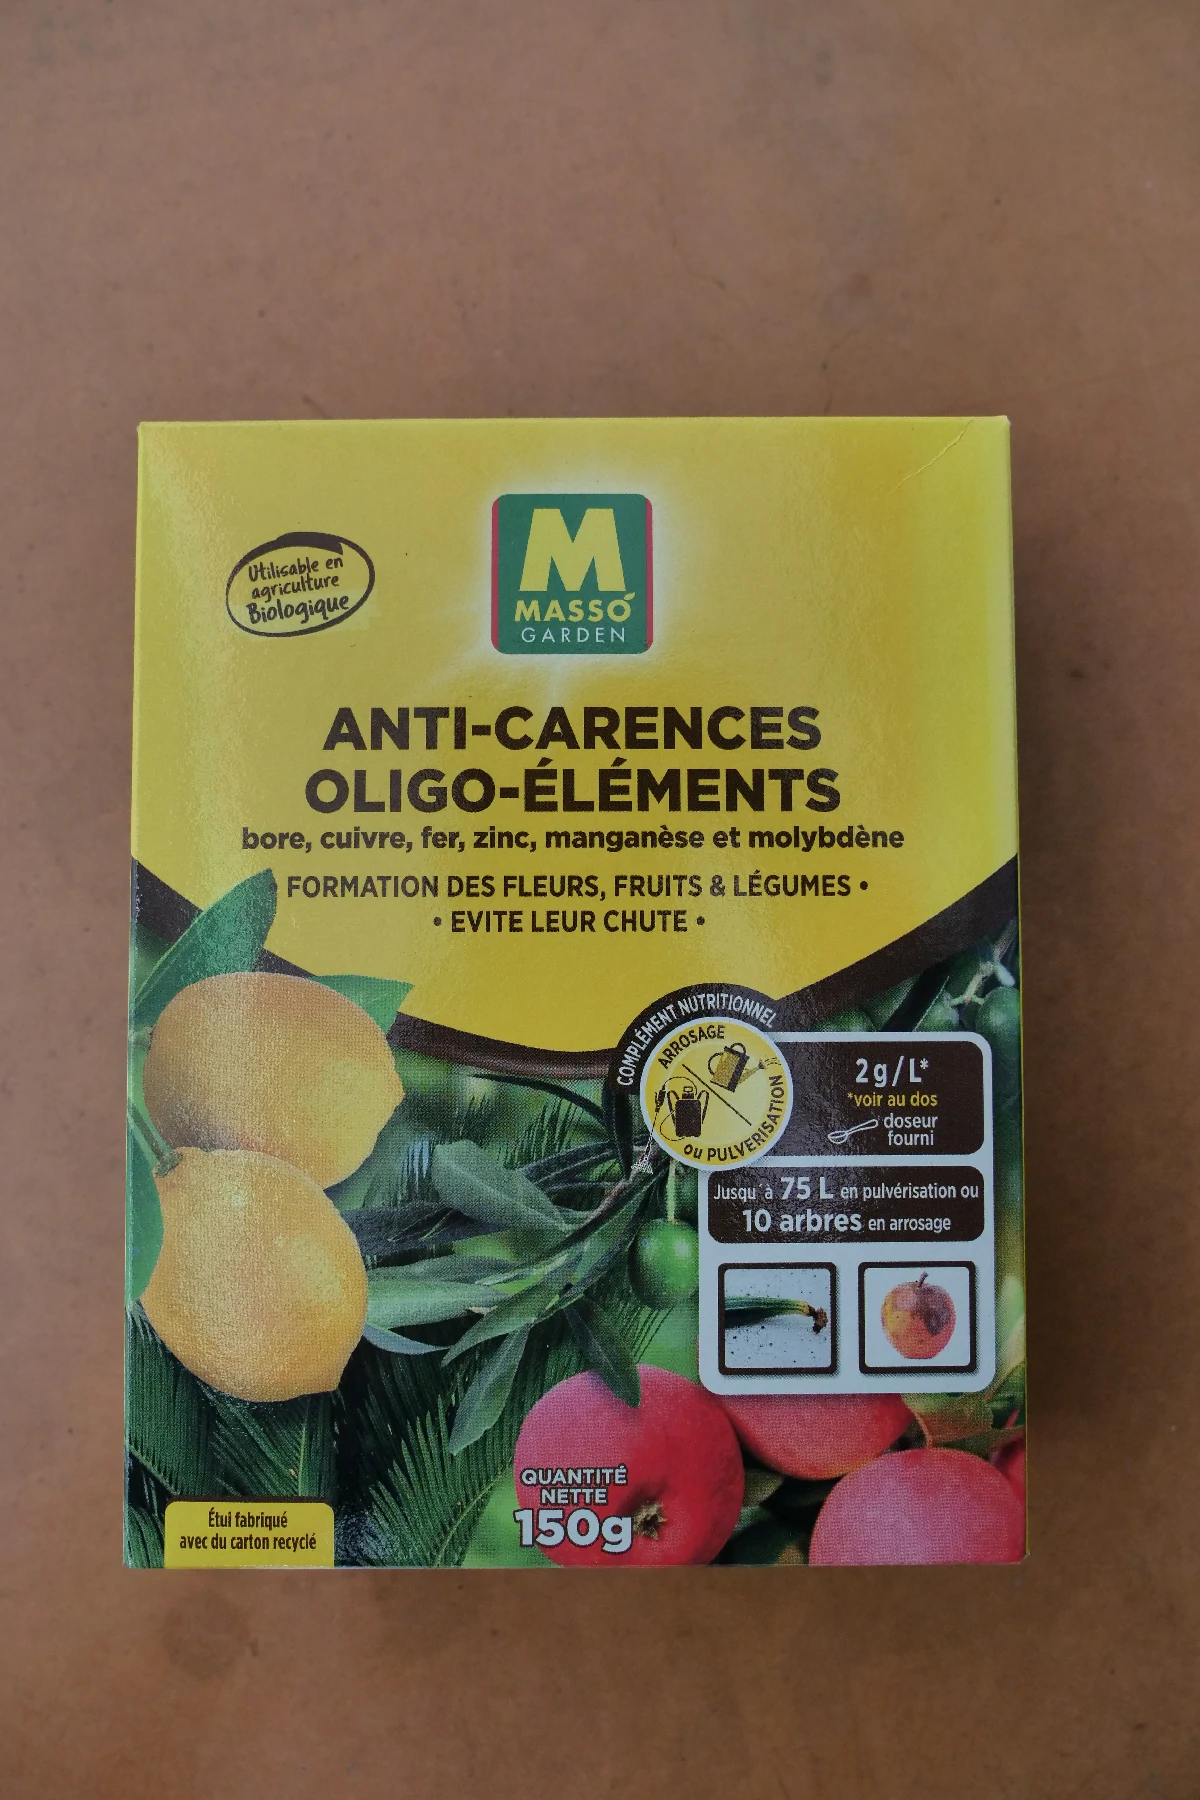 Utilisable en
agriculture
Biologique
M
MASSÓ
GARDEN
ANTI-CARENCES
OLIGO-ÉLÉMENTS
bore, cuivre, fer, zinc, manganèse et molybdène
• FORMATION DES FLEURS, FRUITS & LÉGUMES •
• EVITE LEUR CHUTE •
COMPLÉMENT NUTRITIONNEL
ARROSAGE
ou PULVÉRISATION
2g/L*
*voir au dos
doseur
fourni
Jusqu'à 75 L en pulvérisation ou
10 arbres en arrosage
QUANTITÉ
NETTE
150g
Étui fabriqué
avec du carton recyclé